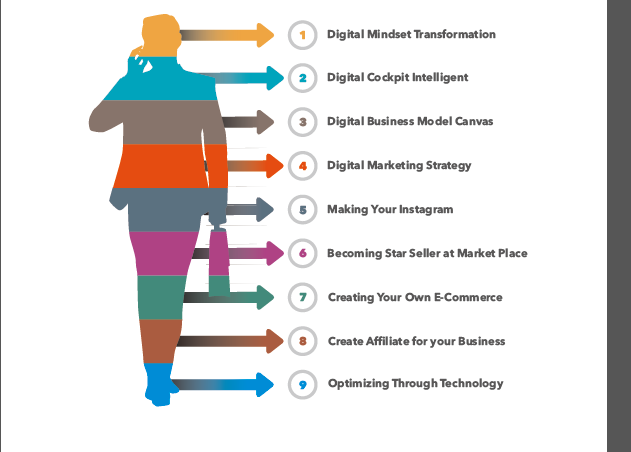 1 Digital Mindset Transformation
2 Digital Cockpit Intelligent
3 Digital Business Model Canvas
4 Digital Marketing Strategy
5 Making Your Instagram
6 Becoming Star Seller at Market Place
7 Creating Your Own E-Commerce
8 Create Affiliate for your Business
9 Optimizing Through Technology